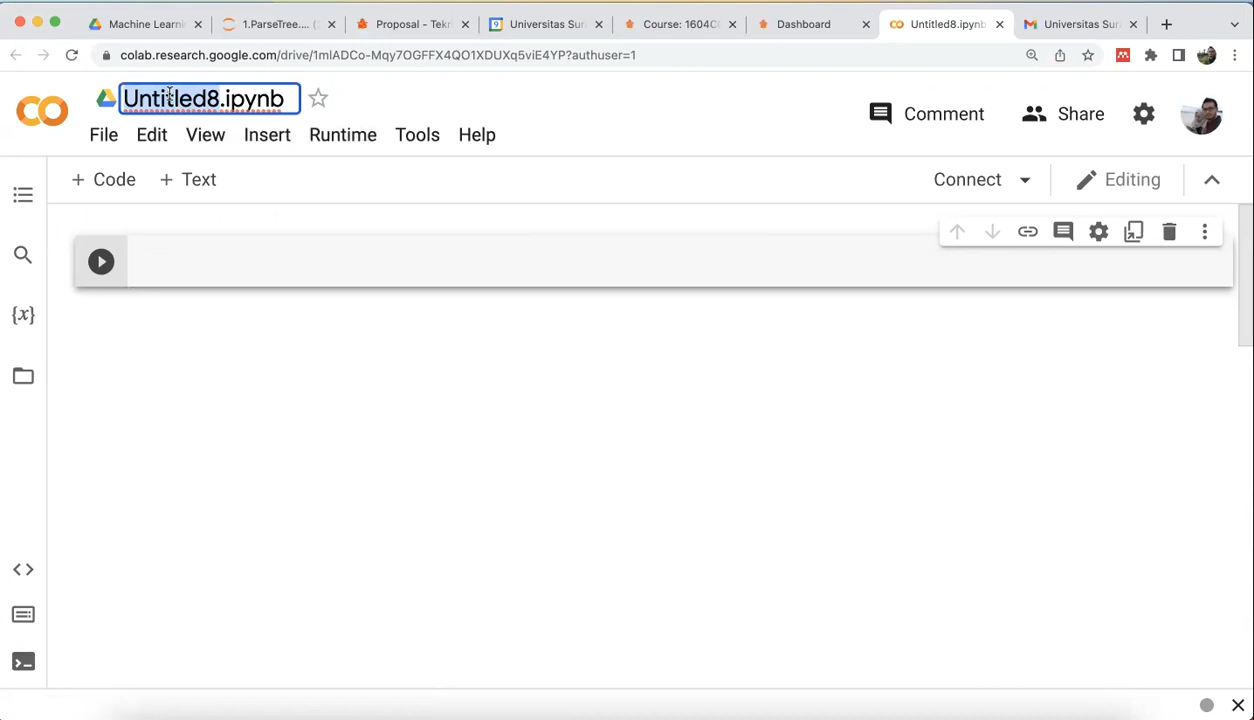 Machine Learni
1.ParseTree.... (
Proposal - Tekr
Universitas Sur
Course: 1604C
Dashboard
Untitled8.ipynb
Universitas Sur
colab.research.google.com/drive/1mlADCo-Mqy7OGFFX4QO1XDUXq5viE4YP?authuser=1
Untitled8.ipynb
Comment
Share
File Edit View Insert Runtime Tools Help
+ Code + Text
Connect
Editing
{x}